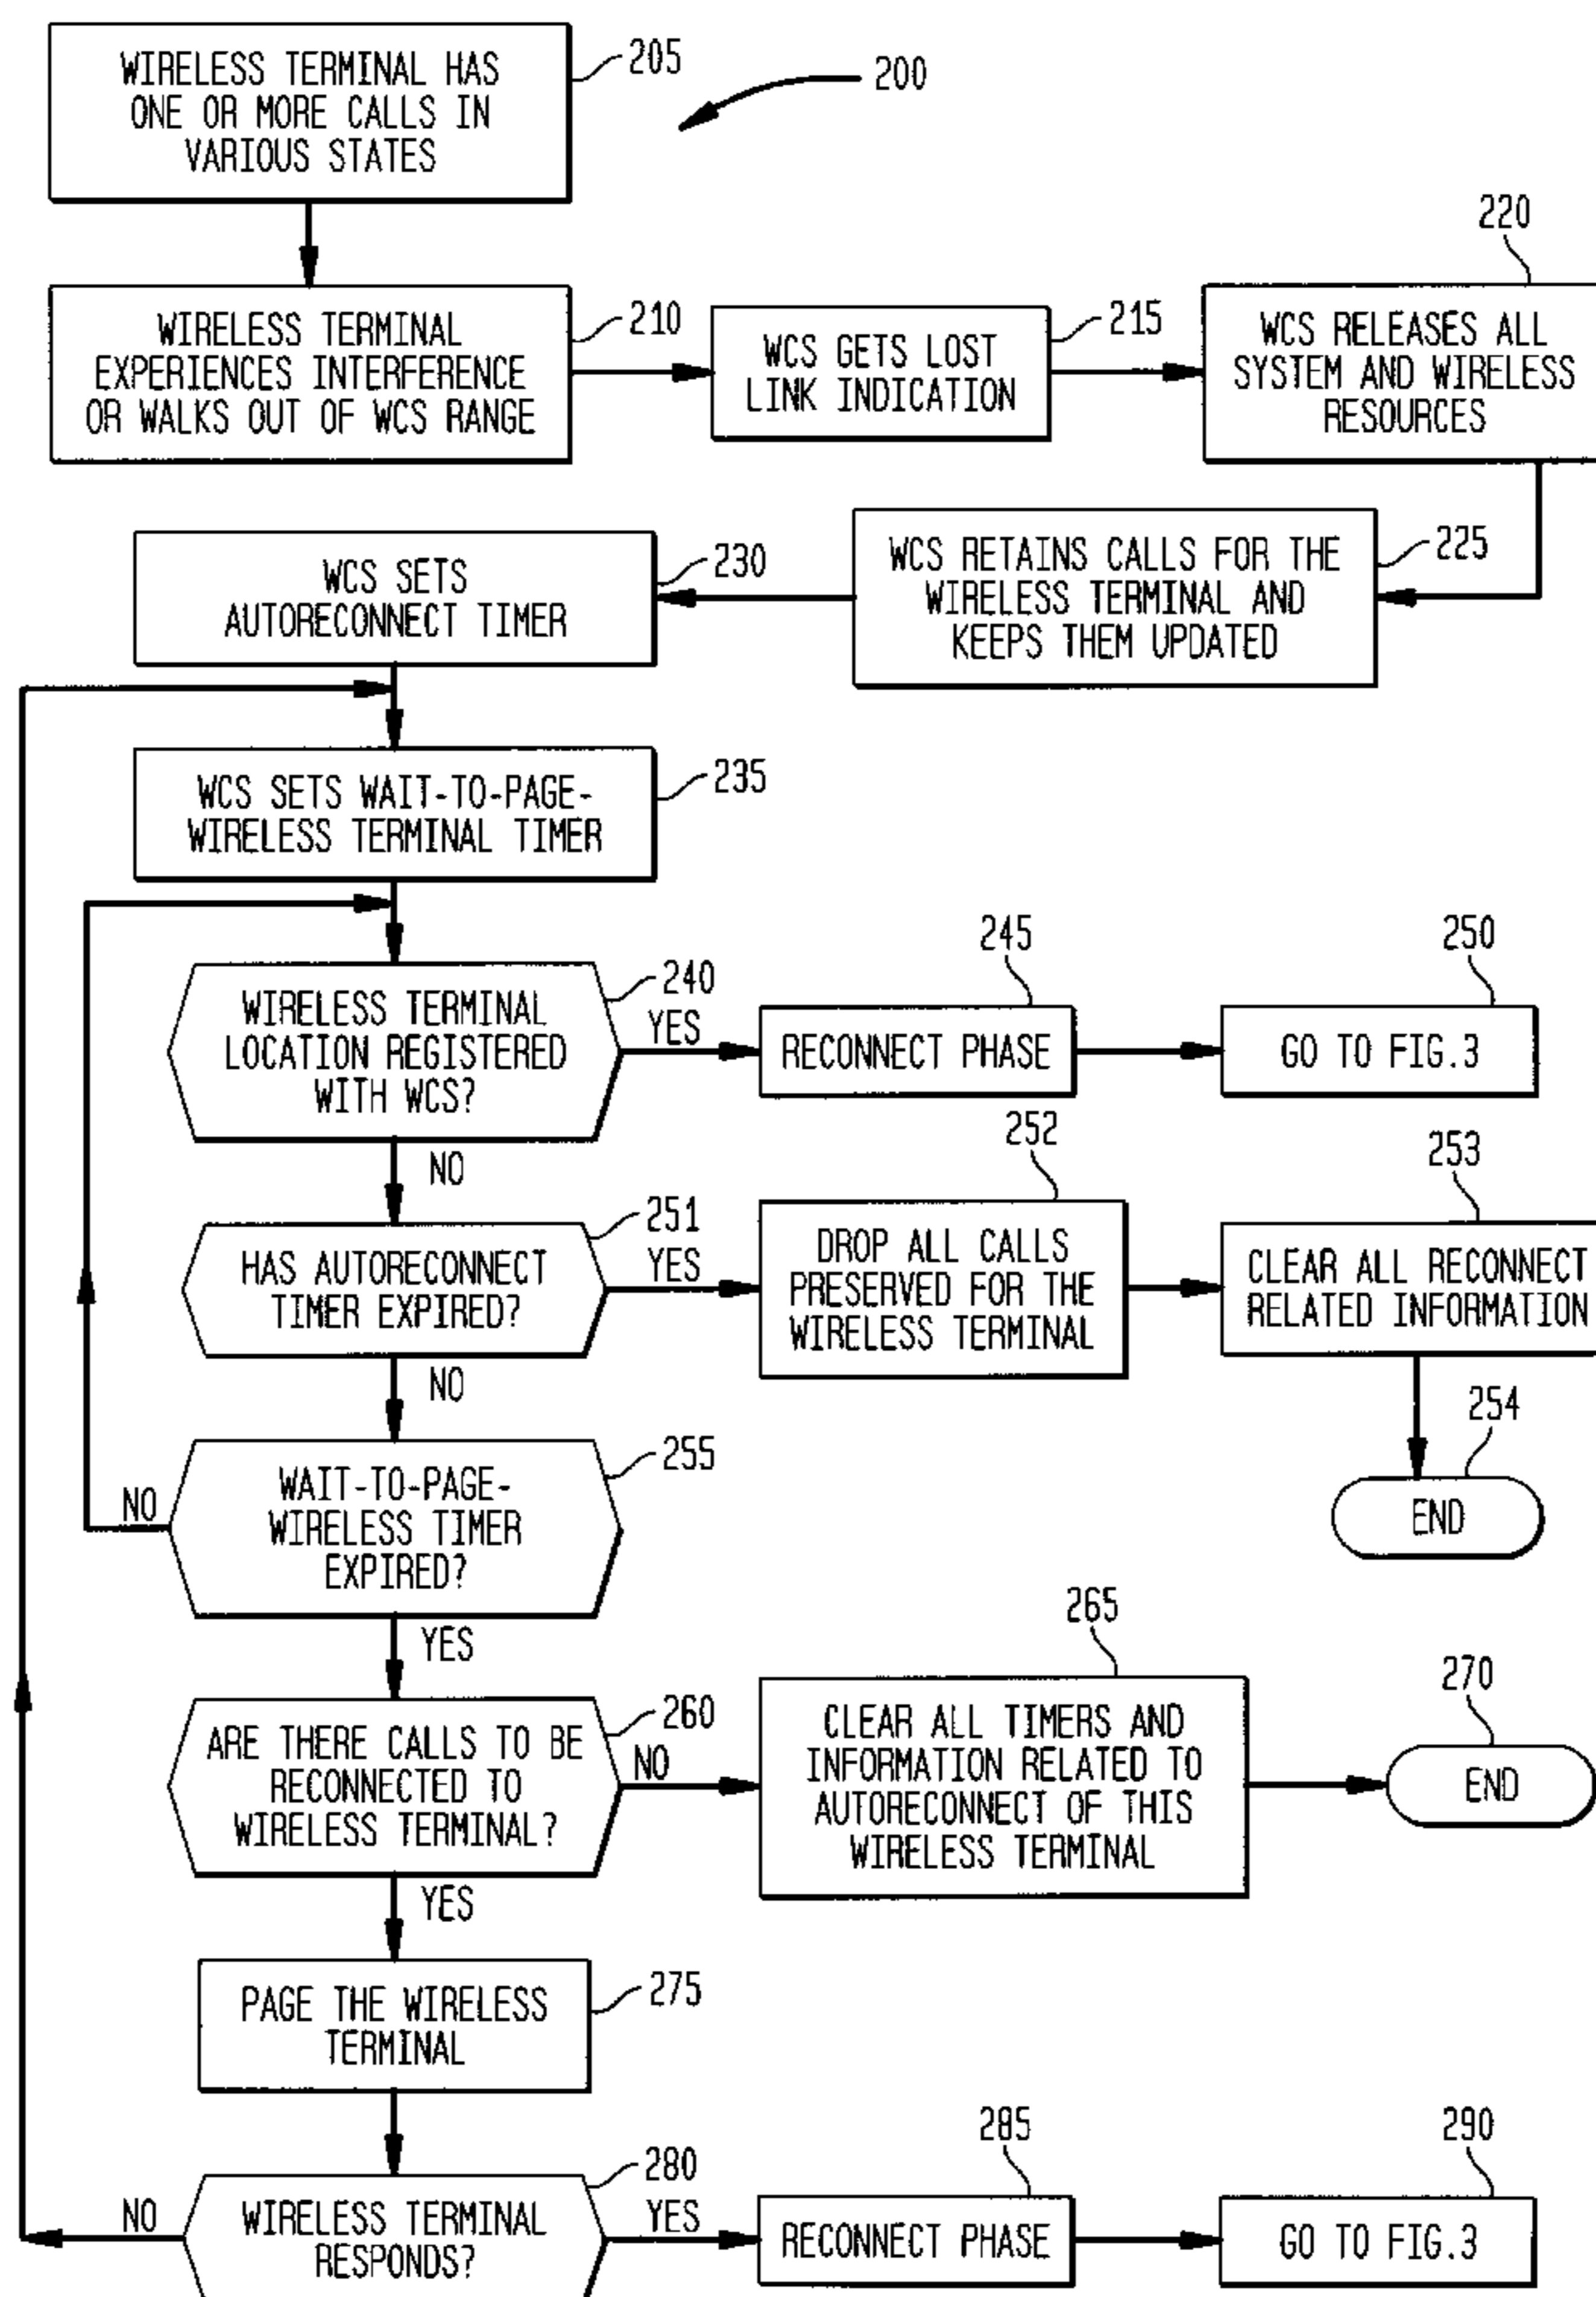 WIRELESS TERMINAL HAS
ONE OR MORE CALLS IN
VARIOUS STATES
205
200
WIRELESS TERMINAL
EXPERIENCES INTERFERENCE
OR WALKS OUT OF WCS RANGE
210
WCS GETS LOST
LINK INDICATION
215
220
WCS RELEASES ALL
SYSTEM AND WIRELESS
RESOURCES
WCS RETAINS CALLS FOR THE
WIRELESS TERMINAL AND
KEEPS THEM UPDATED
225
WCS SETS
AUTORECONNECT TIMER
230
WCS SETS WAIT-TO-PAGE-
WIRELESS TERMINAL TIMER
235
WIRELESS TERMINAL
LOCATION REGISTERED
WITH WCS?
240
YES
245
RECONNECT PHASE
250
GO TO FIG.3
NO
HAS AUTORECONNECT
TIMER EXPIRED?
251
YES
252
DROP ALL CALLS
PRESERVED FOR THE
WIRELESS TERMINAL
253
CLEAR ALL RECONNECT
RELATED INFORMATION
254
END
NO
WAIT-TO-PAGE-
WIRELESS TIMER
EXPIRED?
255
NO
YES
ARE THERE CALLS TO BE
RECONNECTED TO
WIRELESS TERMINAL?
260
NO
265
CLEAR ALL TIMERS AND
INFORMATION RELATED TO
AUTORECONNECT OF THIS
WIRELESS TERMINAL
270
END
YES
PAGE THE WIRELESS
TERMINAL
275
WIRELESS TERMINAL
RESPONDS?
280
NO
YES
285
RECONNECT PHASE
290
GO TO FIG.3